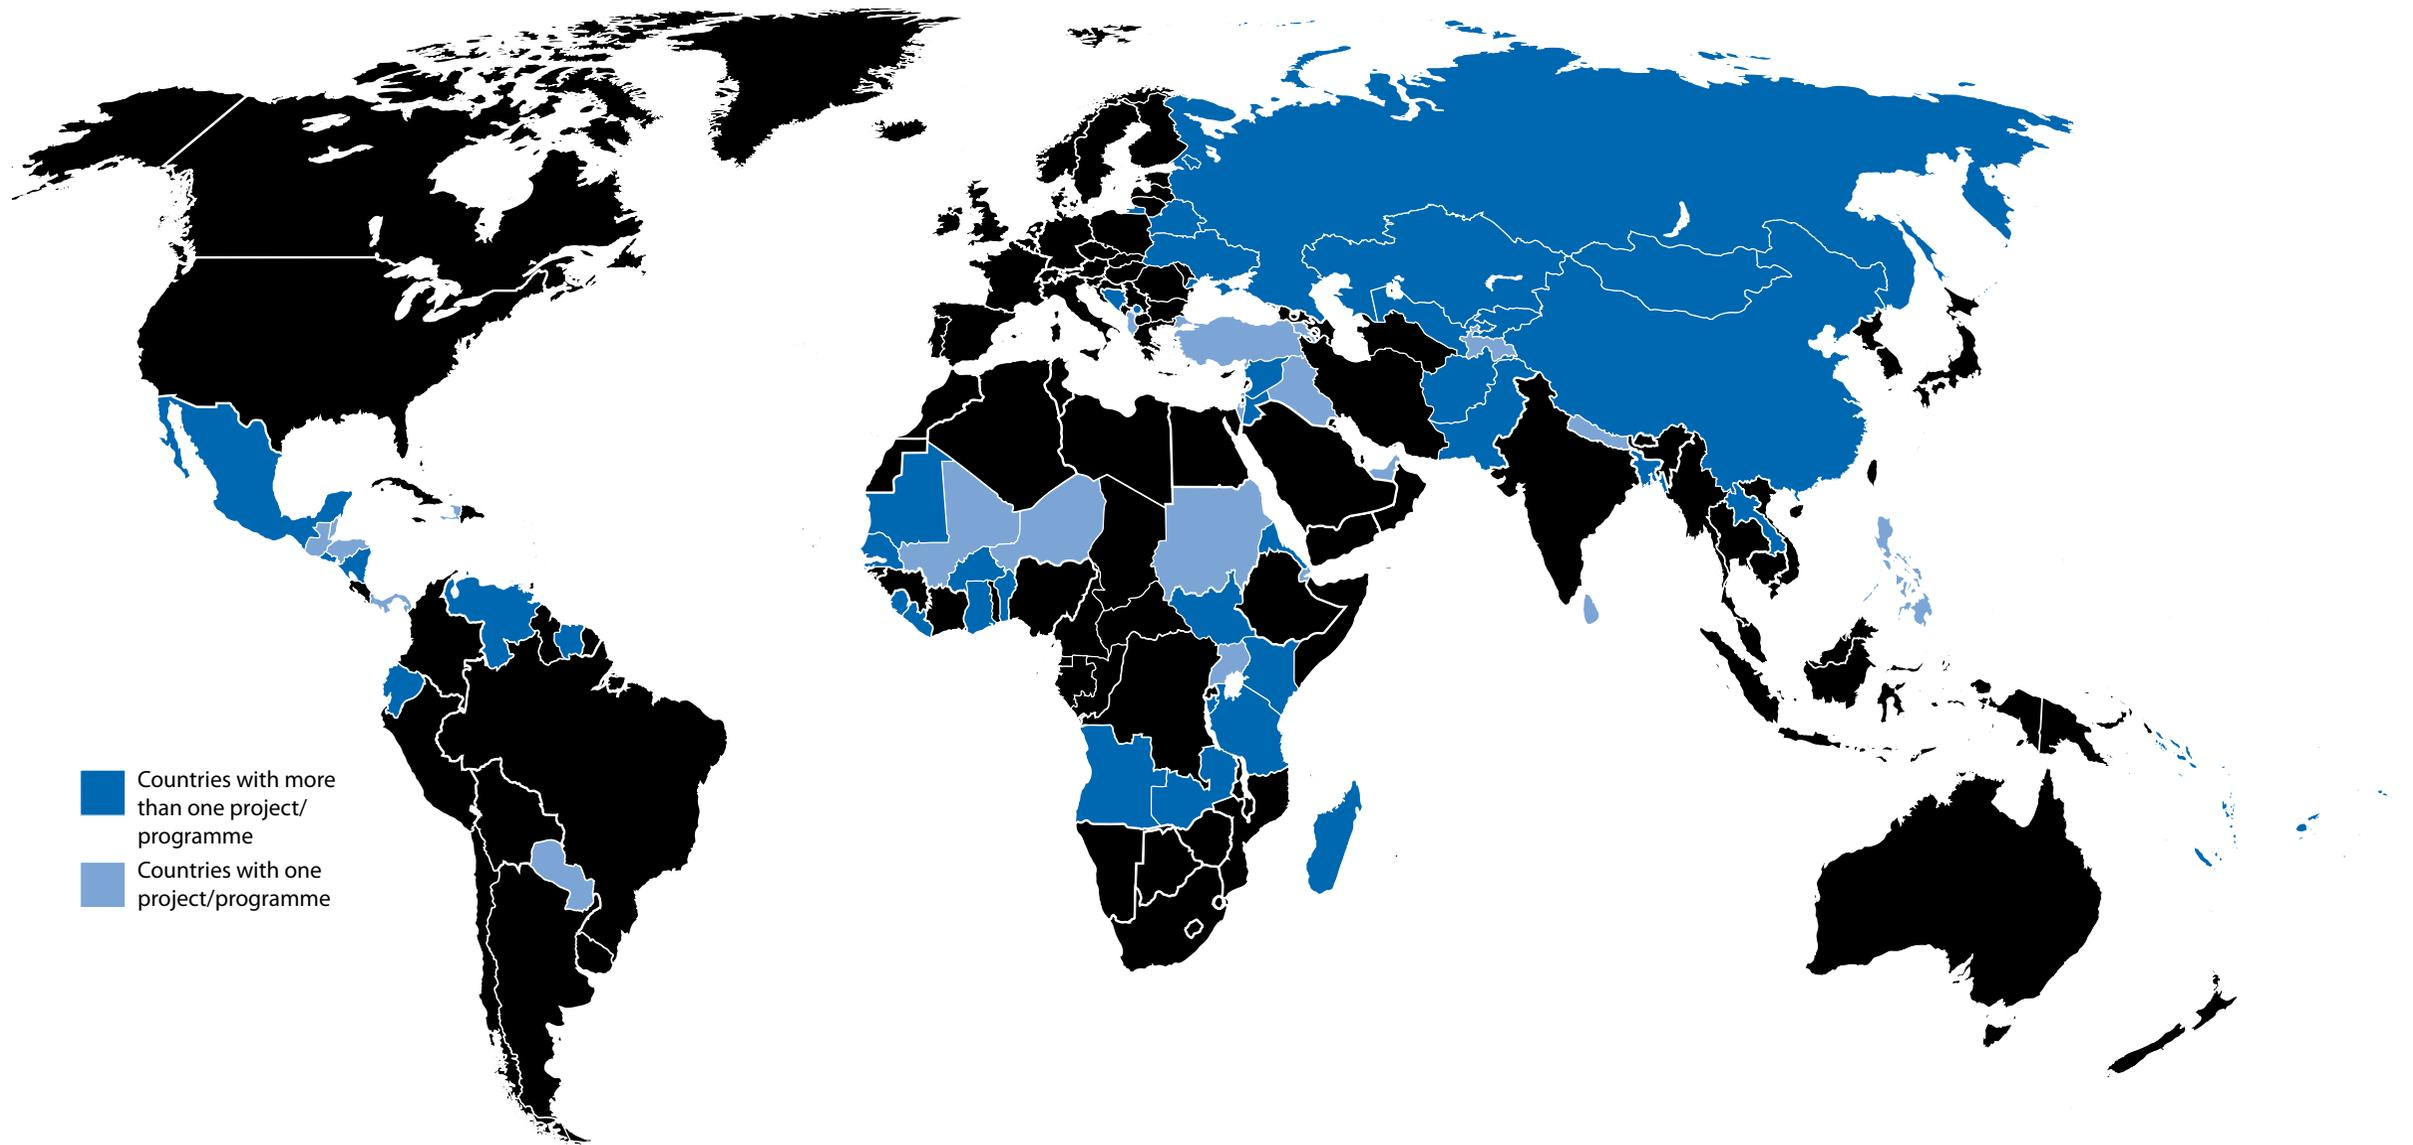 Countries with more
than one project/
programme
Countries with one
project/programme